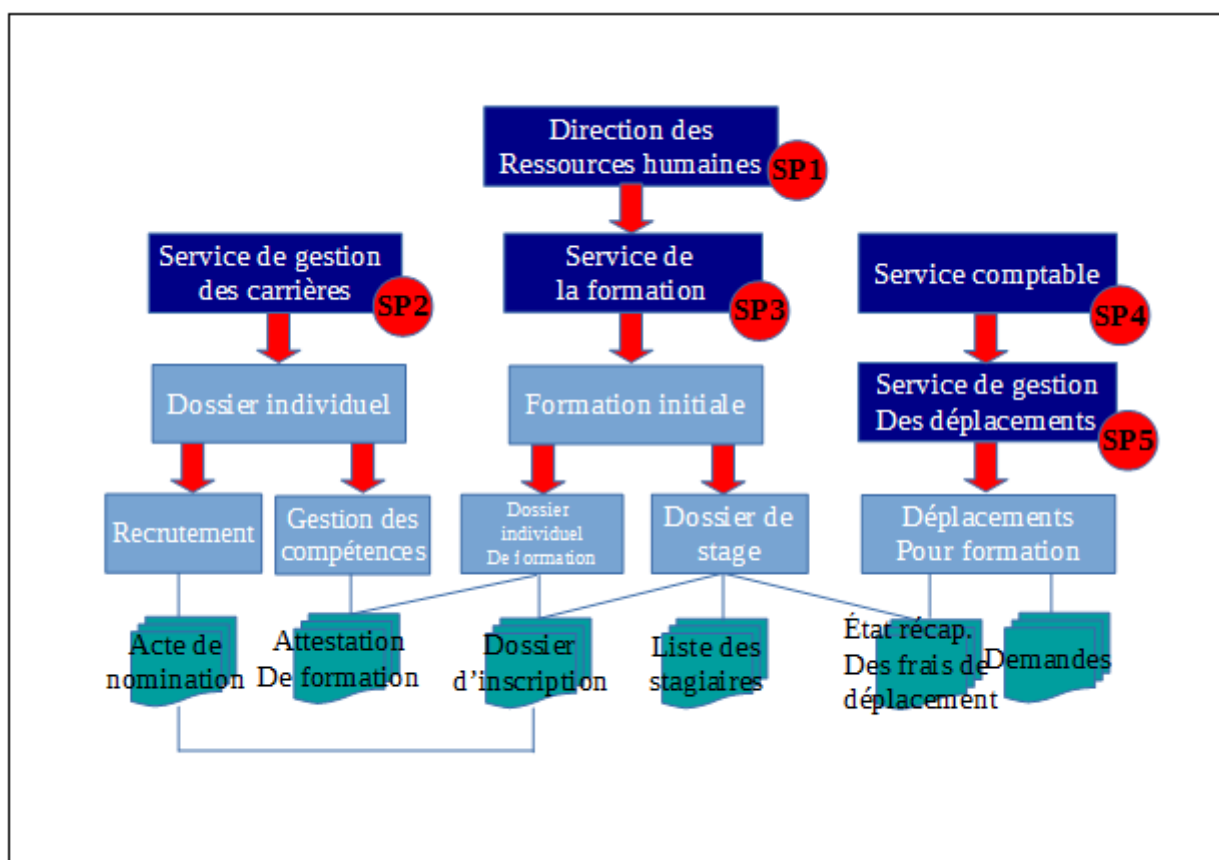 Direction des
Ressources humaines
SP1
Service de gestion
des carrières
SP2
Service de
la formation
SP3
Service comptable
SP4
Dossier individuel
Formation initiale
Service de gestion
Des déplacements
SP5
Recrutement
Gestion des
compétences
Dossier
individuel
De formation
Dossier de
stage
Déplacements
Pour formation
Acte de
nomination
Attestation
De formation
Dossier
d’inscription
Liste des
stagiaires
État récap.
Des frais de
déplacement
Demandes